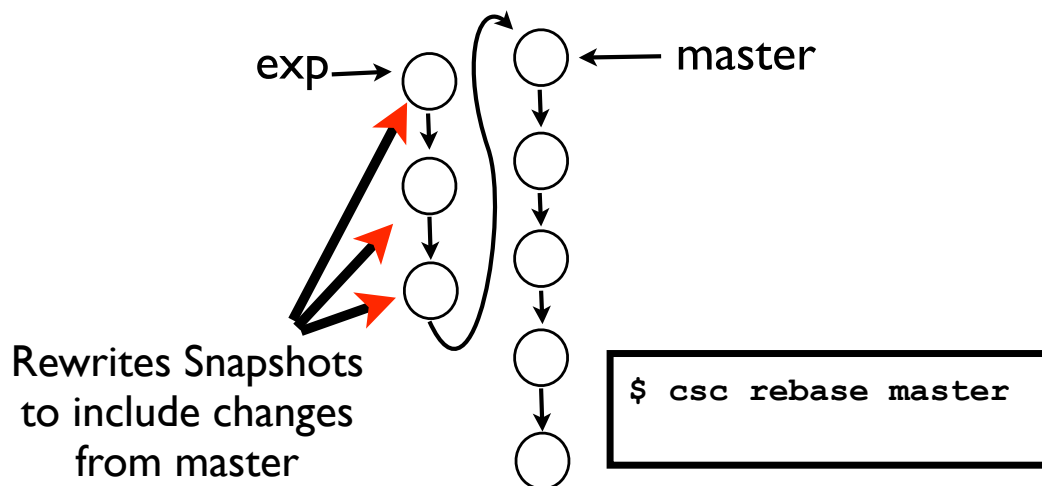 exp
master
Rewrites Snapshots
to include changes
from master
$ csc rebase master